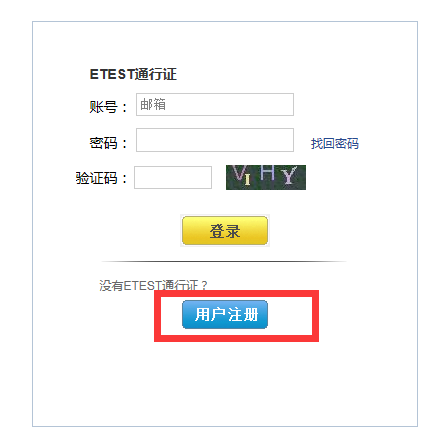 ETEST通行证
账号： 邮箱
密码： 找回密码
验证码： VIHY
登录
没有ETEST通行证？
用户注册